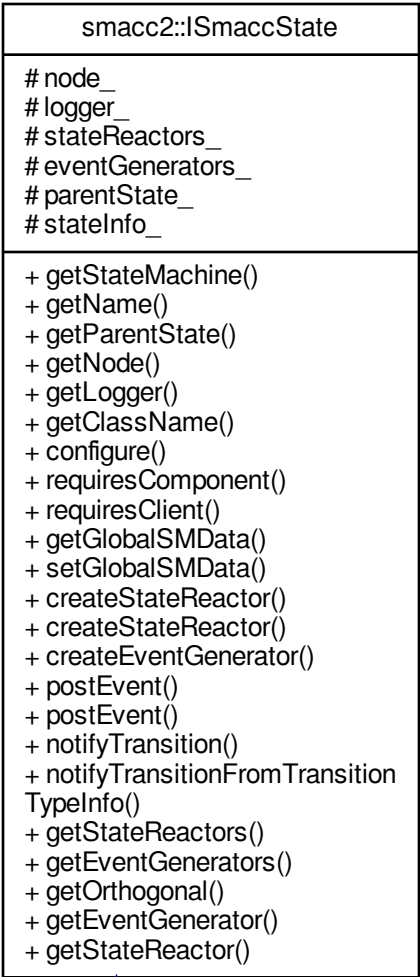 smacc2::ISmaccState
# node_
# logger_
# stateReactors_
# eventGenerators_
# parentState_
# stateInfo_
+ getStateMachine()
+ getName()
+ getParentState()
+ getNode()
+ getLogger()
+ getClassName()
+ configure()
+ requiresComponent()
+ requiresClient()
+ getGlobalSMData()
+ setGlobalSMData()
+ createStateReactor()
+ createStateReactor()
+ createEventGenerator()
+ postEvent()
+ postEvent()
+ notifyTransition()
+ notifyTransitionFromTransition
TypeInfo()
+ getStateReactors()
+ getEventGenerators()
+ getOrthogonal()
+ getEventGenerator()
+ getStateReactor()